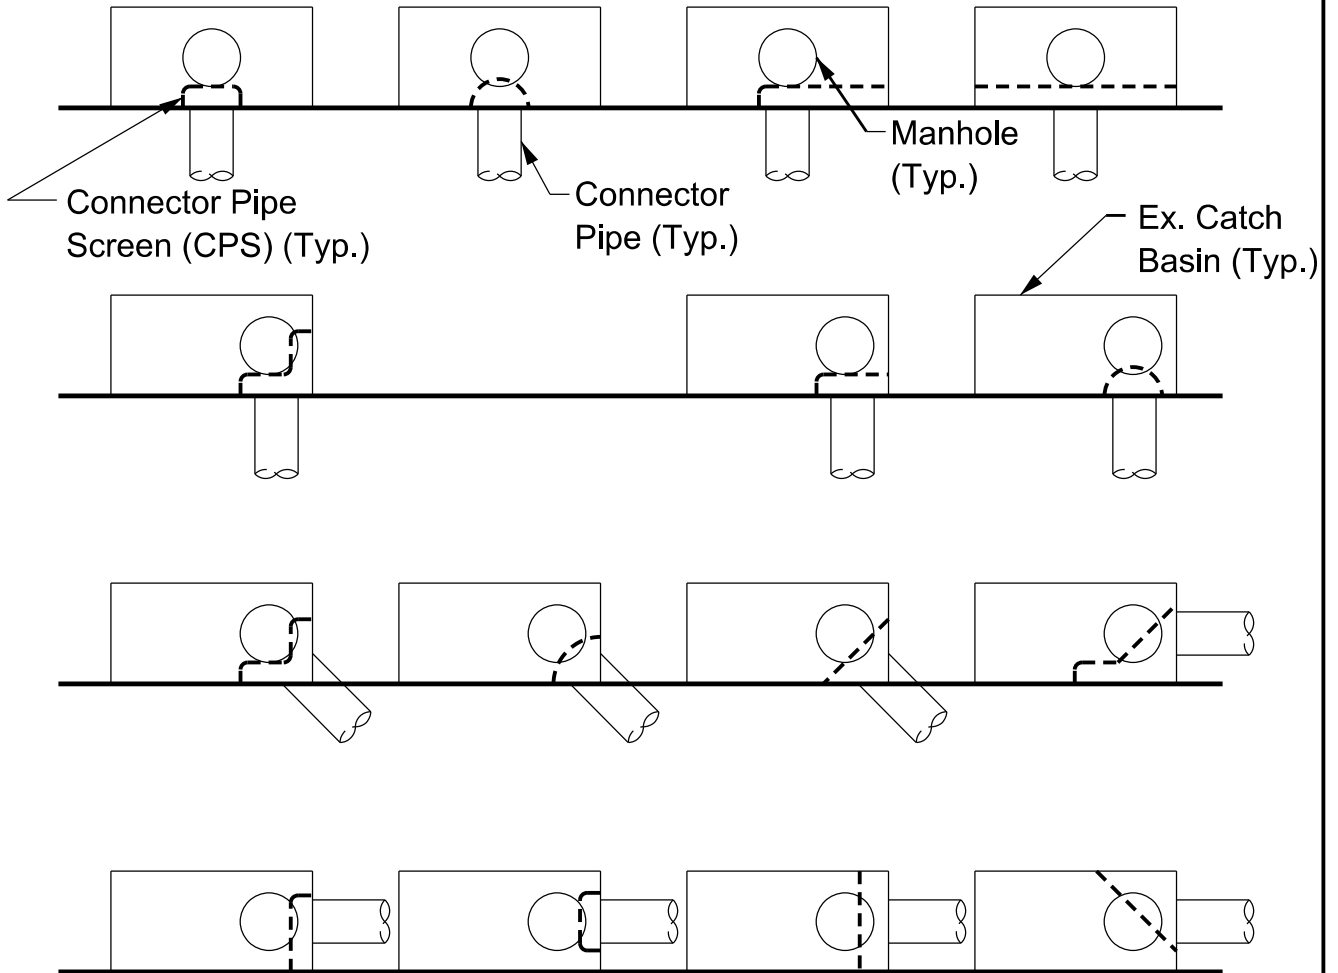 Manhole
(Typ.)
Connector Pipe
Screen (CPS) (Typ.)
Connector
Pipe (Typ.)
Ex. Catch
Basin (Typ.)